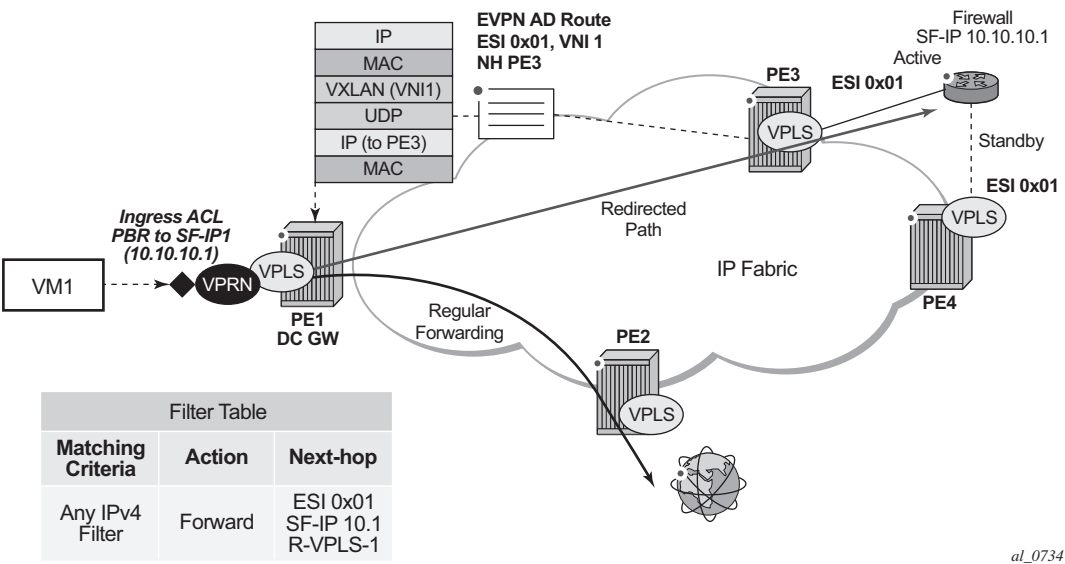 IP
MAC
VXLAN (VNI1)
UDP
IP (to PE3)
MAC
EVPN AD Route
ESI 0x01, VNI 1
NH PE3
Firewall
SF-IP 10.10.10.1
Active
PE3
ESI 0x01
VPLS
Standby
ESI 0x01
VPLS
PE4
Ingress ACL
PBR to SF-IP1
(10.10.10.1)
VM1
VPRN
VPLS
PE1
DC GW
Redirected
Path
IP Fabric
Regular
Forwarding
PE2
VPLS
Filter Table
Matching
Criteria
Action
Next-hop
Any IPv4
Filter
Forward
ESI 0x01
SF-IP 10.1
R-VPLS-1
al_0734